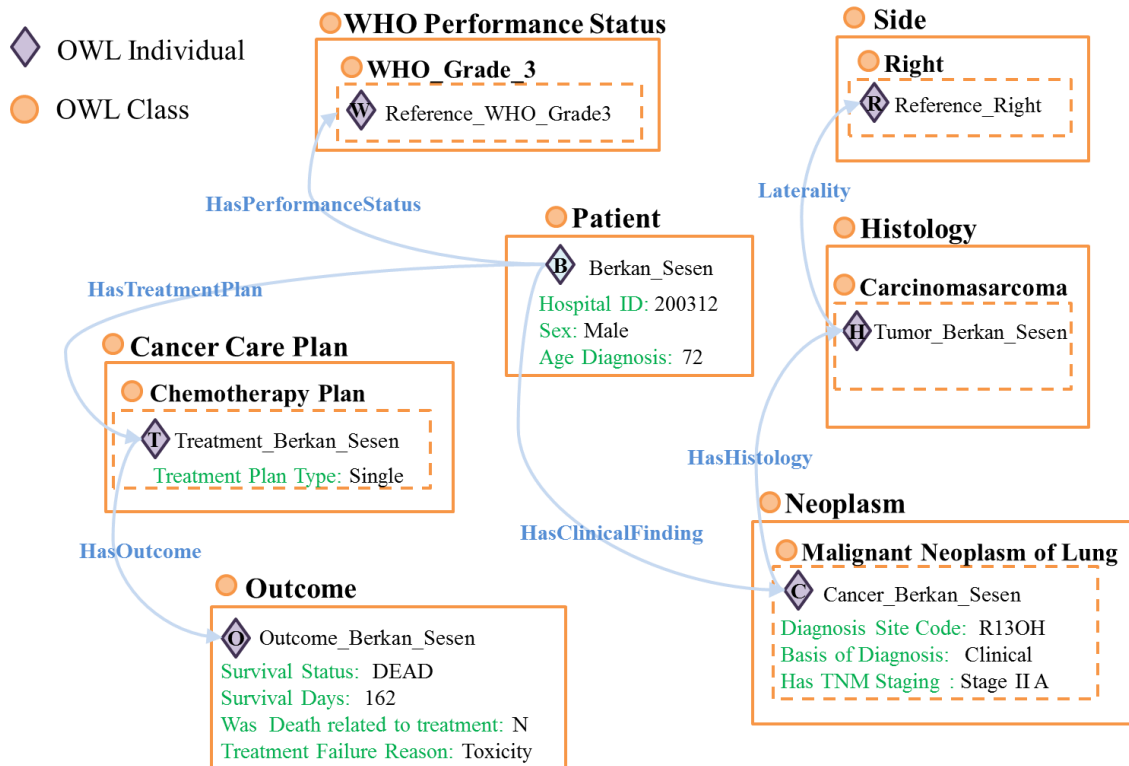 OWL Individual
OWL Class
WHO Performance Status
WHO_Grade_3
W Reference_WHO_Grade3
Side
Right
R Reference_Right
HasPerformanceStatus
Laterality
Patient
B Berkan_Sesen
Hospital ID: 200312
Sex: Male
Age Diagnosis: 72
Histology
Carcinomasarcoma
H Tumor_Berkan_Sesen
HasTreatmentPlan
Cancer Care Plan
Chemotherapy Plan
T Treatment_Berkan_Sesen
Treatment Plan Type: Single
HasHistology
HasOutcome
HasClinicalFinding
Neoplasm
Malignant Neoplasm of Lung
C Cancer_Berkan_Sesen
Diagnosis Site Code: R13OH
Basis of Diagnosis: Clinical
Has TNM Staging : Stage II A
Outcome
O Outcome_Berkan_Sesen
Survival Status: DEAD
Survival Days: 162
Was Death related to treatment: N
Treatment Failure Reason: Toxicity